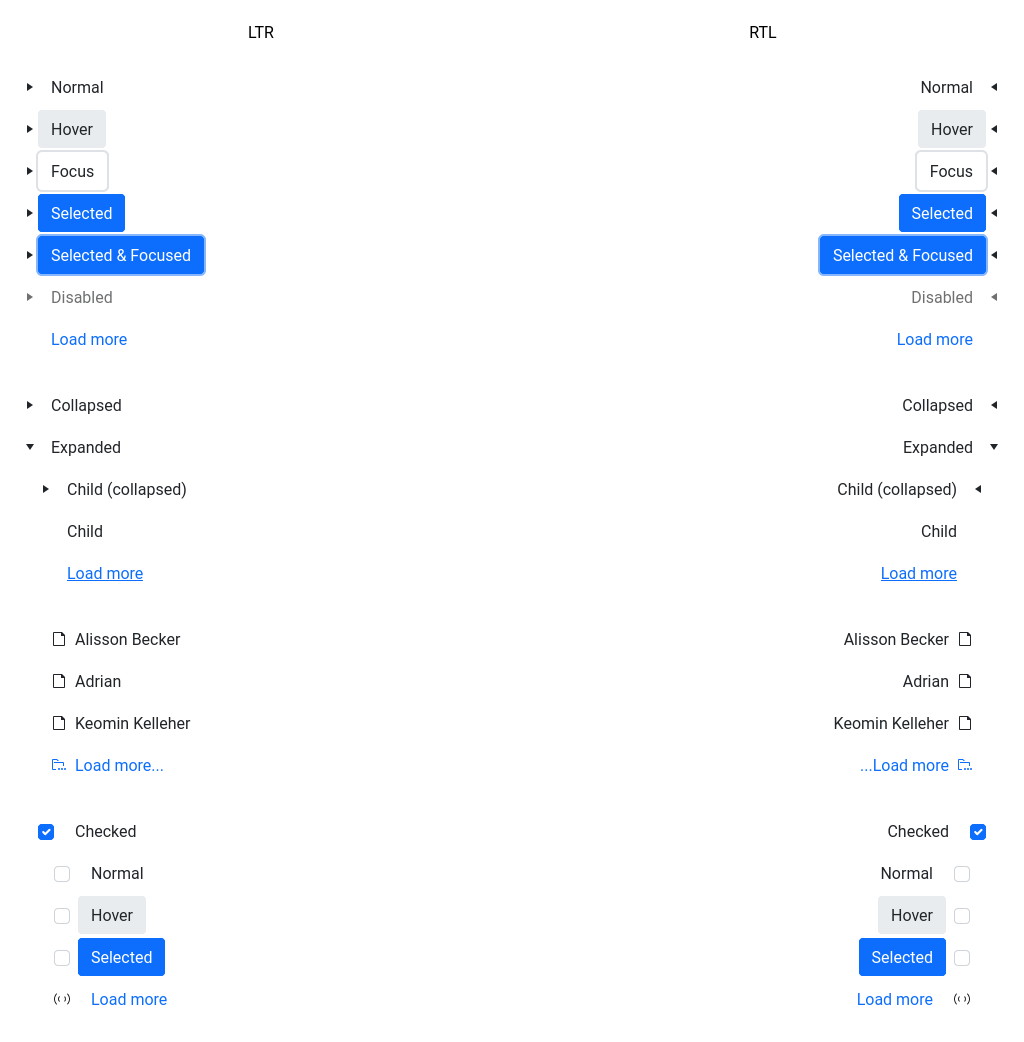 LTR
Normal
Hover
Focus
Selected
Selected & Focused
Disabled
Load more
Collapsed
Expanded
Child (collapsed)
Child
Load more
Alisson Becker
Adrian
Keomin Kelleher
Load more...
Checked
Normal
Hover
Selected
Load more
RTL
Normal
Hover
Focus
Selected
Selected & Focused
Disabled
Load more
Collapsed
Expanded
Child (collapsed)
Child
Load more
Alisson Becker
Adrian
Keomin Kelleher
...Load more
Checked
Normal
Hover
Selected
Load more